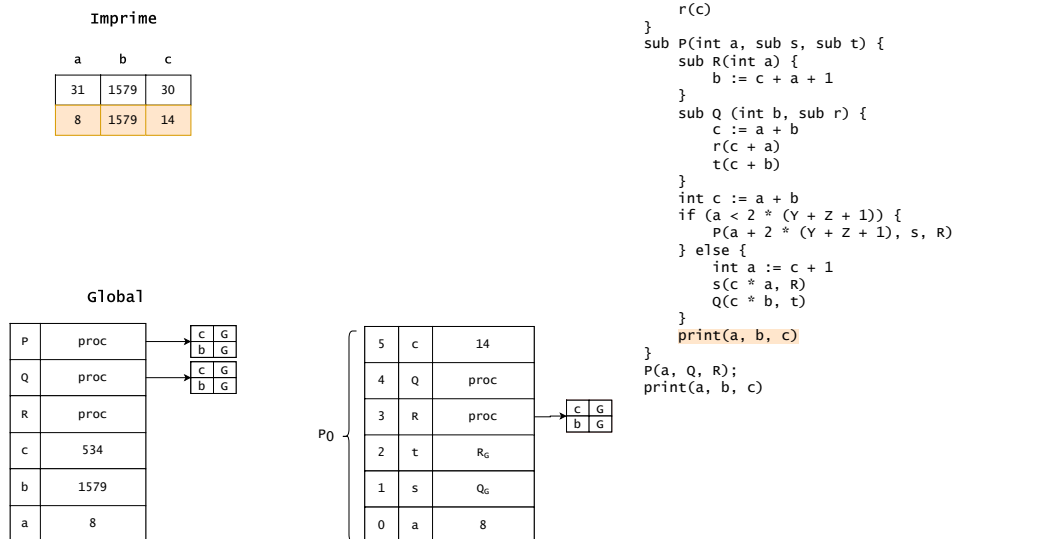 Imprime
a b c
31 1579 30
8 1579 14
r(c)
}
sub P(int a, sub s, sub t) {
sub R(int a) {
b := c + a + 1
}
sub Q (int b, sub r) {
c := a + b
r(c + a)
t(c + b)
}
int c := a + b
if (a < 2 * (Y + Z + 1)) {
P(a + 2 * (Y + Z + 1), s, R)
} else {
int a := c + 1
s(c * a, R)
Q(c * b, t)
}
print(a, b, c)
}
P(a, Q, R);
print(a, b, c)
Global
P proc
c G
b G
Q proc
c G
b G
R proc
c 534
b 1579
a 8
P0
5 c 14
4 Q proc
3 R proc
c G
b G
2 t RG
1 s QG
0 a 8